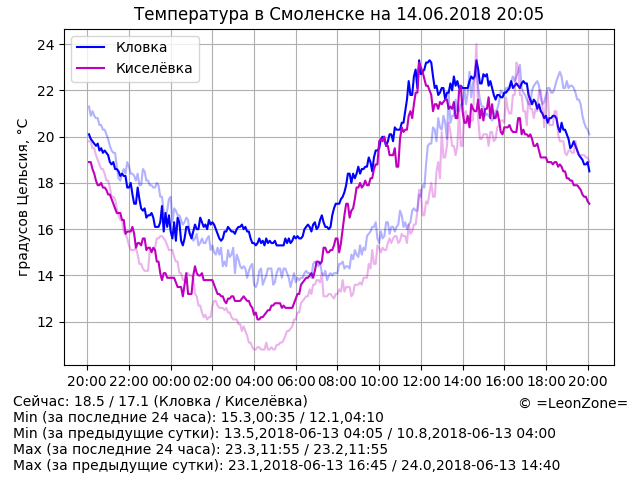 Температура в Смоленске на 14.06.2018 20:05
градусов Цельсия, °C
24
22
20
18
16
14
12
Кловка
Киселёвка
20:00 22:00 00:00 02:00 04:00 06:00 08:00 10:00 12:00 14:00 16:00 18:00 20:00
Сейчас: 18.5 / 17.1 (Кловка / Киселёвка)
© =LeonZone=
Min (за последние 24 часа): 15.3,00:35 / 12.1,04:10
Min (за предыдущие сутки): 13.5,2018-06-13 04:05 / 10.8,2018-06-13 04:00
Max (за последние 24 часа): 23.3,11:55 / 23.2,11:55
Max (за предыдущие сутки): 23.1,2018-06-13 16:45 / 24.0,2018-06-13 14:40